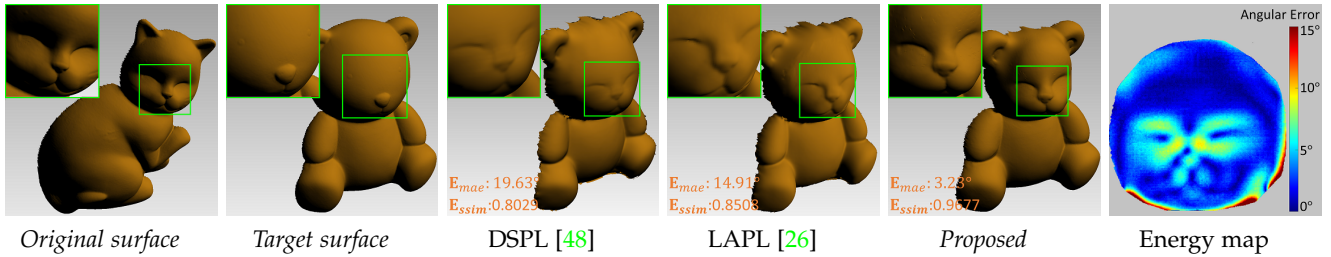 Angular Error
15°
10°
5°
0°
E_mae: 19.63°
E_ssim:0.8029
E_mae: 14.91°
E_ssim:0.8508
E_mae: 3.23°
E_ssim:0.9677
Original surface
Target surface
DSPL [48]
LAPL [26]
Proposed
Energy map